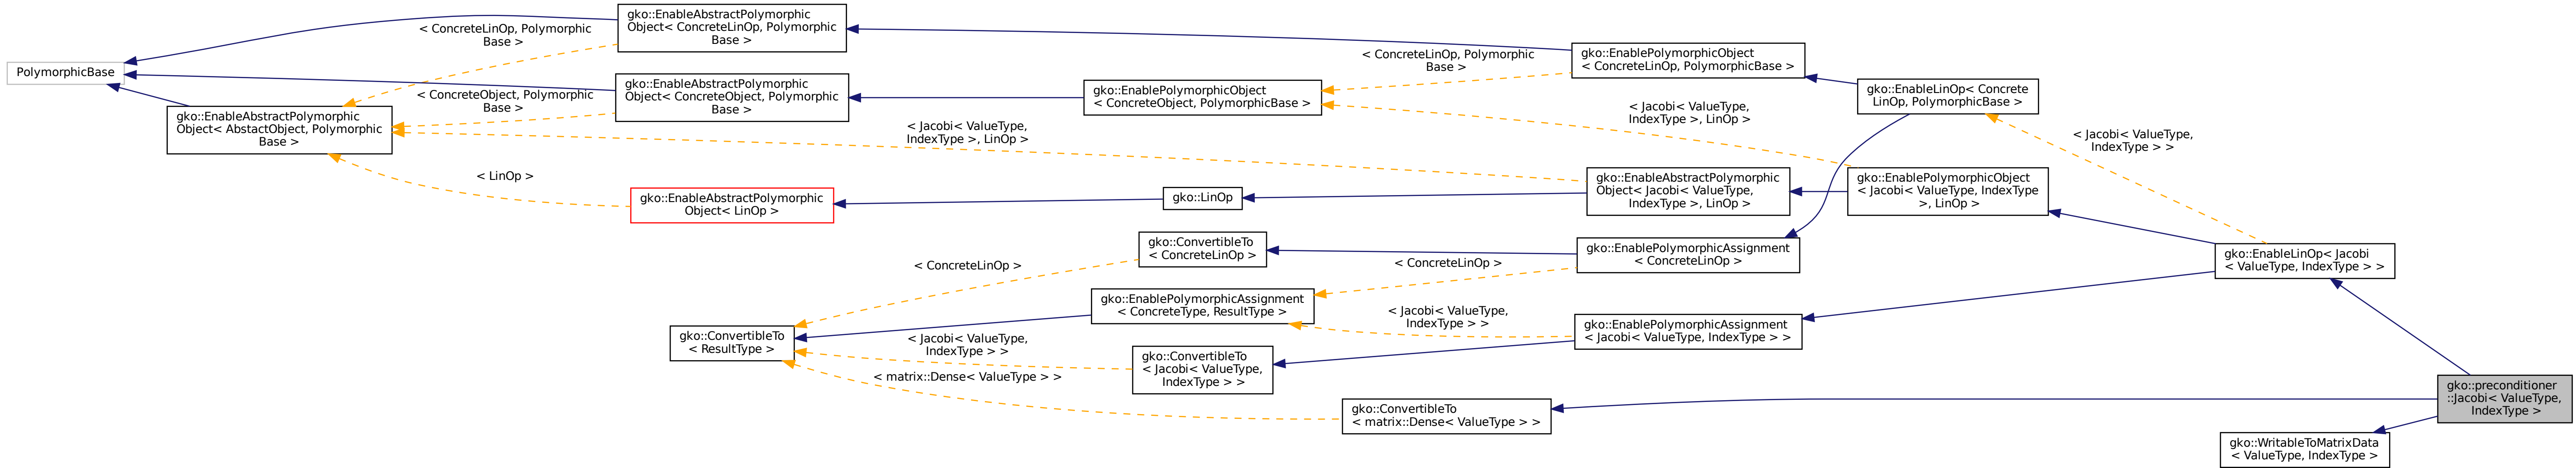 PolymorphicBase
gko::EnableAbstractPolymorphic
Object< AbstactObject, Polymorphic
Base >
< ConcreteLinOp, Polymorphic
Base >
< ConcreteObject, Polymorphic
Base >
< LinOp >
gko::EnableAbstractPolymorphic
Object< ConcreteLinOp, Polymorphic
Base >
gko::EnableAbstractPolymorphic
Object< ConcreteObject, Polymorphic
Base >
gko::EnableAbstractPolymorphic
Object< LinOp >
< Jacobi< ValueType,
IndexType >, LinOp >
gko::EnablePolymorphicObject
< ConcreteObject, PolymorphicBase >
gko::LinOp
< ConcreteLinOp, Polymorphic
Base >
< Jacobi< ValueType,
IndexType >, LinOp >
gko::EnablePolymorphicObject
< ConcreteLinOp, PolymorphicBase >
gko::EnableAbstractPolymorphic
Object< Jacobi< ValueType,
IndexType >, LinOp >
gko::EnableLinOp< Concrete
LinOp, PolymorphicBase >
gko::EnablePolymorphicObject
< Jacobi< ValueType, IndexType
>, LinOp >
< Jacobi< ValueType,
IndexType > >
gko::ConvertibleTo
< ResultType >
< ConcreteLinOp >
< Jacobi< ValueType,
IndexType > >
< matrix::Dense< ValueType > >
gko::ConvertibleTo
< ConcreteLinOp >
gko::EnablePolymorphicAssignment
< ConcreteType, ResultType >
gko::ConvertibleTo
< Jacobi< ValueType,
IndexType > >
gko::ConvertibleTo
< matrix::Dense< ValueType > >
< ConcreteLinOp >
< Jacobi< ValueType,
IndexType > >
gko::EnablePolymorphicAssignment
< ConcreteLinOp >
gko::EnablePolymorphicAssignment
< Jacobi< ValueType, IndexType > >
gko::EnableLinOp< Jacobi
< ValueType, IndexType > >
gko::preconditioner
::Jacobi< ValueType,
IndexType >
gko::WritableToMatrixData
< ValueType, IndexType >